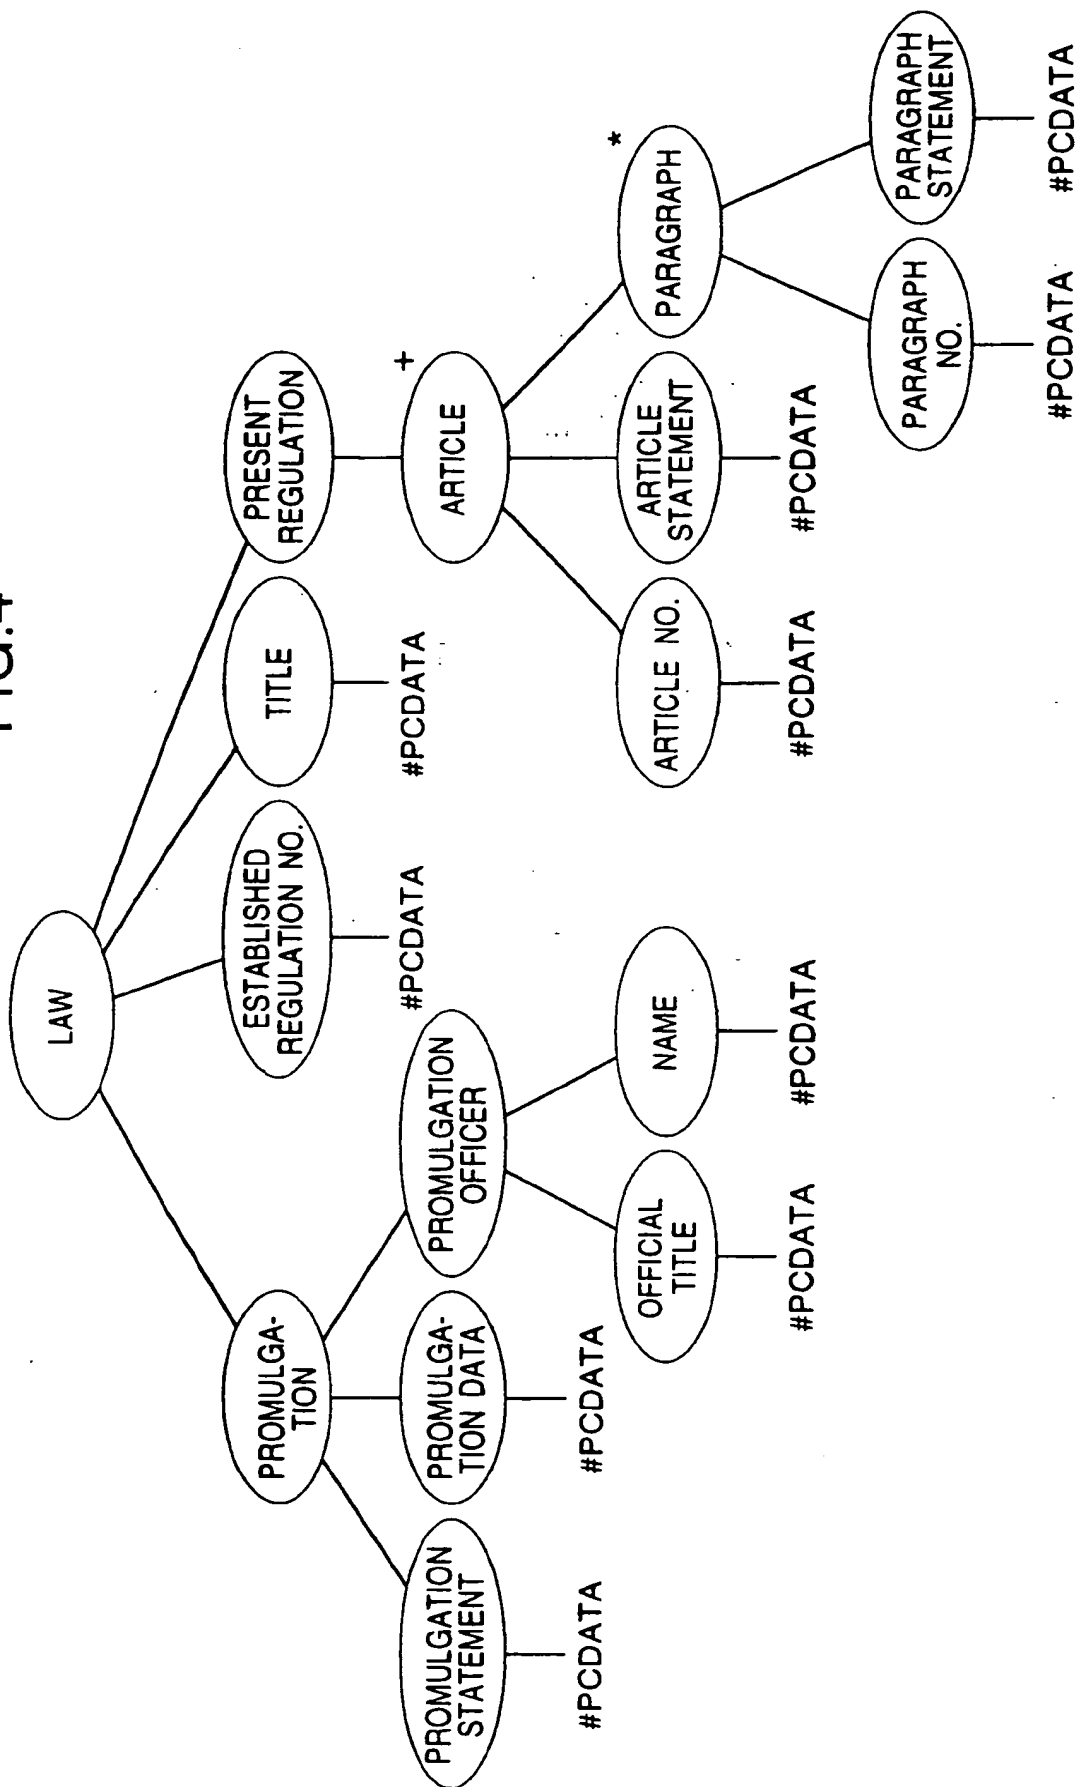 FIG.4
LAW
PROMULGA-
TION
ESTABLISHED
REGULATION NO.
TITLE
PRESENT
REGULATION
PROMULGATION
STATEMENT
PROMULGA-
TION DATA
PROMULGATION
OFFICER
#PCDATA
#PCDATA
ARTICLE
+
#PCDATA
#PCDATA
OFFICIAL
TITLE
NAME
ARTICLE NO.
ARTICLE
STATEMENT
PARAGRAPH
*
#PCDATA
#PCDATA
#PCDATA
#PCDATA
PARAGRAPH
NO.
PARAGRAPH
STATEMENT
#PCDATA
#PCDATA